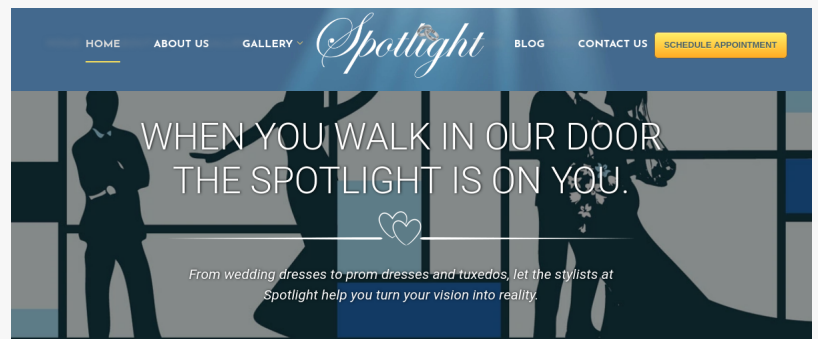 HOME ABOUT US GALLERY Spotlight BLOG CONTACT US SCHEDULE APPOINTMENT
WHEN YOU WALK IN OUR DOOR
THE SPOTLIGHT IS ON YOU.
From wedding dresses to prom dresses and tuxedos, let the stylists at
Spotlight help you turn your vision into reality.